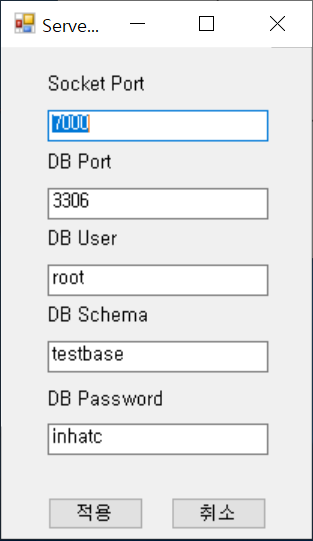 Serve...
Socket Port
7000
DB Port
3306
DB User
root
DB Schema
testbase
DB Password
inhatc
적용 취소